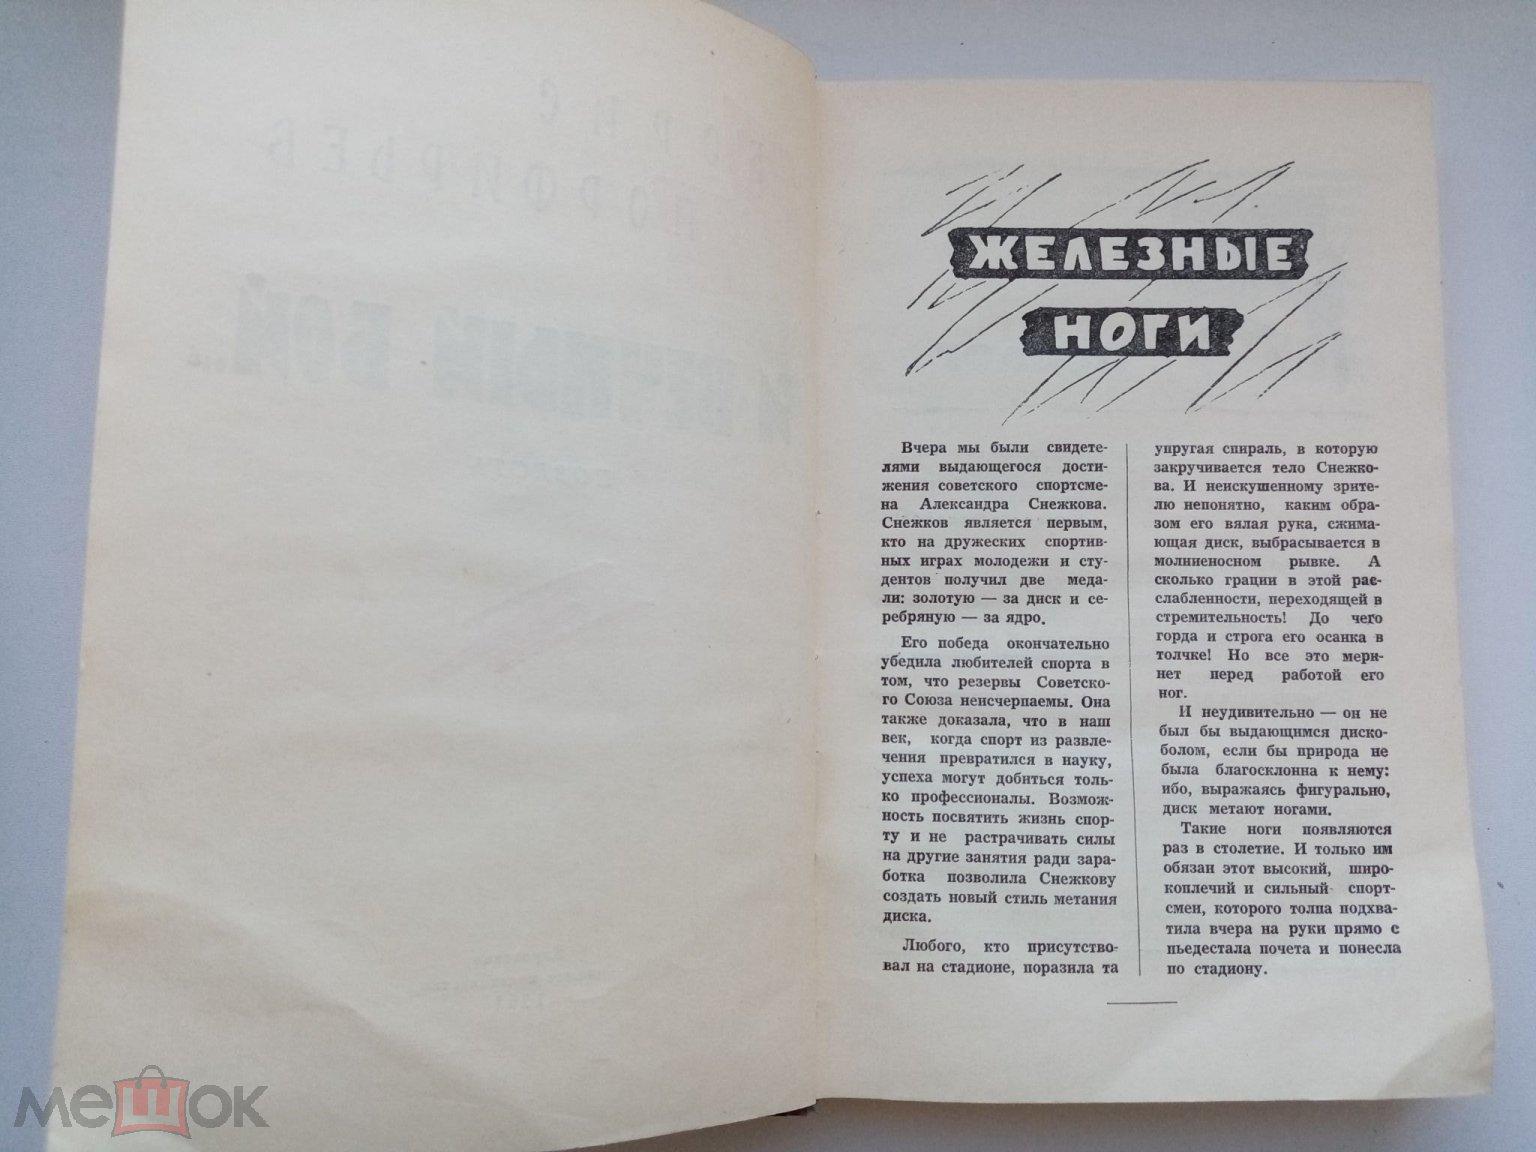 БОРИС
ПОРФИРЬЕВ
ЖЕЛЕЗНЫЕ
НОГИ
Вчера мы были свидете-
лями выдающегося дости-
жения советского спортсме-
на Александра Снежкова.
Снежков является первым,
кто на дружеских спортив-
ных играх молодежи и сту-
дентов получил две меда-
ли: золотую — за диск и се-
ребряную — за ядро.
Его победа окончательно
убедила любителей спорта в
том, что резервы Советско-
го Союза неисчерпаемы. Она
также доказала, что в наш
век, когда спорт из развле-
чения превратился в науку,
успеха могут добиться толь-
ко профессионалы. Возмож-
ность посвятить жизнь спор-
ту и не растрачивать силы
на другие занятия ради зара-
ботка позволила Снежкову
создать новый стиль метания
диска.
Любого, кто присутство-
вал на стадионе, поразила та
упругая спираль, в которую
закручивается тело Снежко-
ва. И неискушенному зрите-
лю непонятно, каким обра-
зом его вялая рука, сжима-
ющая диск, выбрасывается в
молниеносном рывке. А
сколько грации в этой рас-
слабленности, переходящей в
стремительность! До чего
горда и строга его осанка в
толчке! Но все это мерк-
нет перед работой его
ног.
И неудивительно — он не
был бы выдающимся диско-
болом, если бы природа не
была благосклонна к нему:
ибо, выражаясь фигурально,
диск метают ногами.
Такие ноги появляются
раз в столетие. И только им
обязан этот высокий, широ-
коплечий и сильный спорт-
смен, которого толпа подхва-
тила вчера на руки прямо с
пьедестала почета и понесла
по стадиону.
мешок